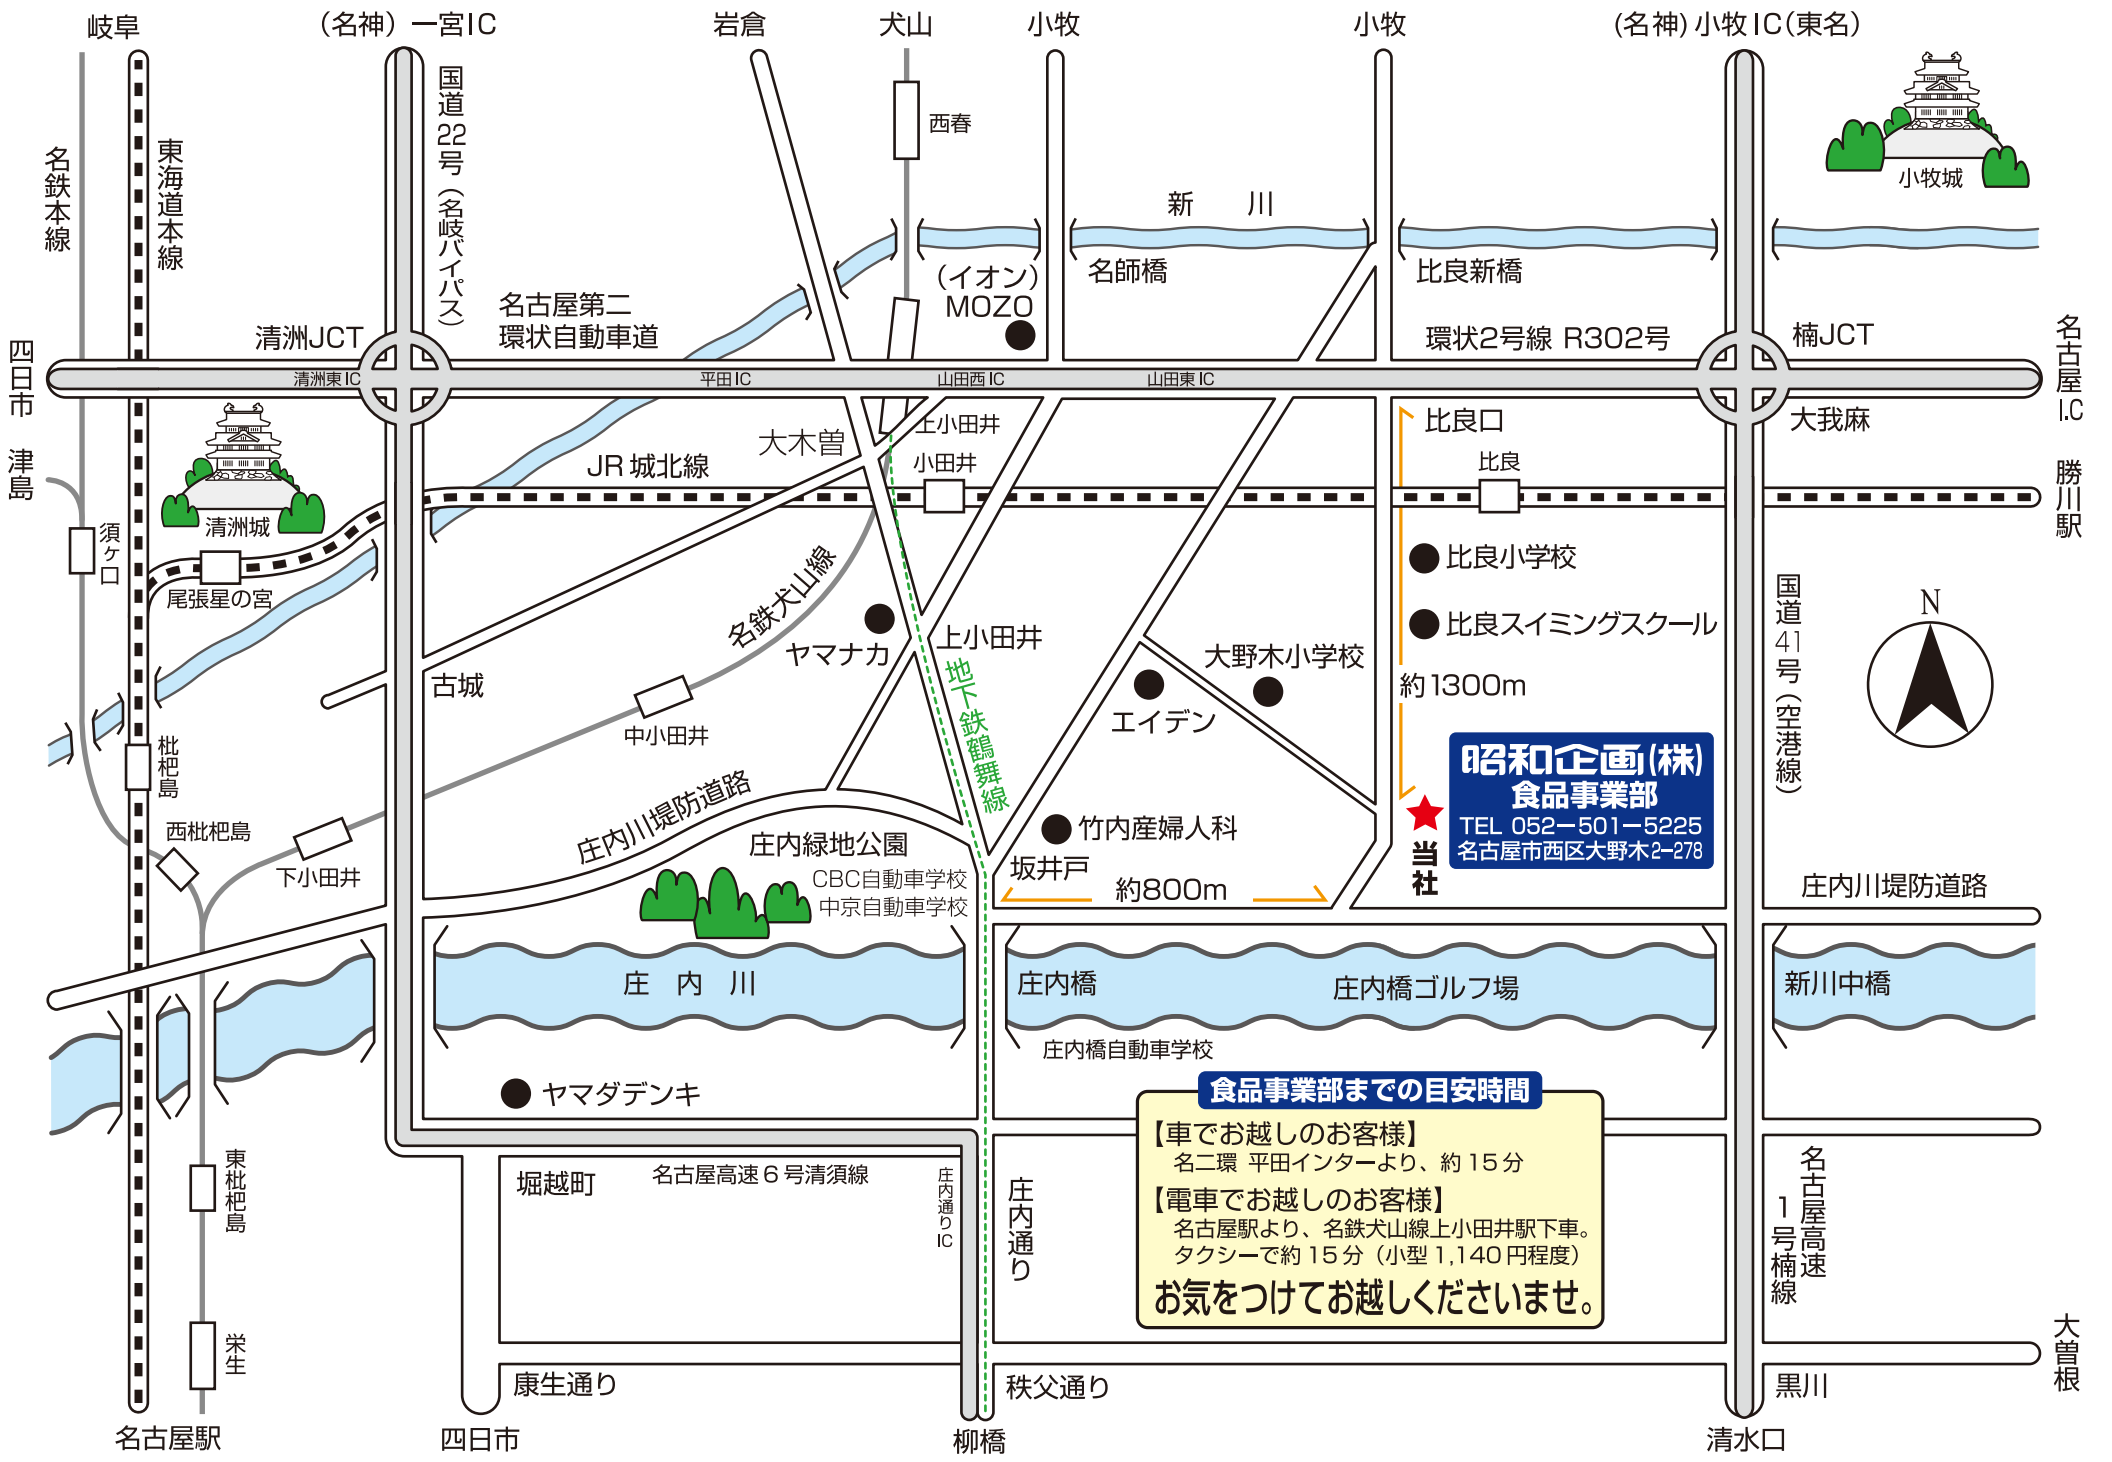 岐阜
（名神）一宮IC
岩倉
犬山
小牧
小牧
(名神) 小牧IC(東名）
国道22号（名岐バイパス）
西春
名鉄本線
東海道本線
小牧城
新　川
（イオン）
MOZO
名師橋
比良新橋
名古屋第二
環状自動車道
清洲JCT
環状2号線 R302号
楠JCT
四日市
名古屋I.C
清洲東IC
平田IC
山田西IC
山田東IC
比良口
大我麻
上小田井
大木曽
津島
JR城北線
小田井
比良
勝川駅
清洲城
須ヶ口
尾張星の宮
名鉄犬山線
比良小学校
比良スイミングスクール
国道41号（空港線）
N
ヤマナカ
上小田井
大野木小学校
地下鉄鶴舞線
古城
中小田井
エイデン
約1300m
枇杷島
昭和企画(株)
食品事業部
TEL 052−501−5225
名古屋市西区大野木2−278
当社
庄内川堤防道路
西枇杷島
下小田井
庄内緑地公園
竹内産婦人科
坂井戸
CBC自動車学校
中京自動車学校
約800m
庄内川堤防道路
庄 内 川
庄内橋
庄内橋ゴルフ場
新川中橋
庄内橋自動車学校
ヤマダデンキ
食品事業部までの目安時間
【車でお越しのお客様】
名二環 平田インターより、約15分
【電車でお越しのお客様】
名古屋駅より、名鉄犬山線上小田井駅下車。
タクシーで約15分（小型1,140円程度）
お気をつけてお越しくださいませ。
東枇杷島
堀越町
名古屋高速6号清須線
庄内通りIC
庄内通り
名古屋高速
1号楠線
栄生
康生通り
秩父通り
黒川
大曽根
名古屋駅
四日市
柳橋
清水口